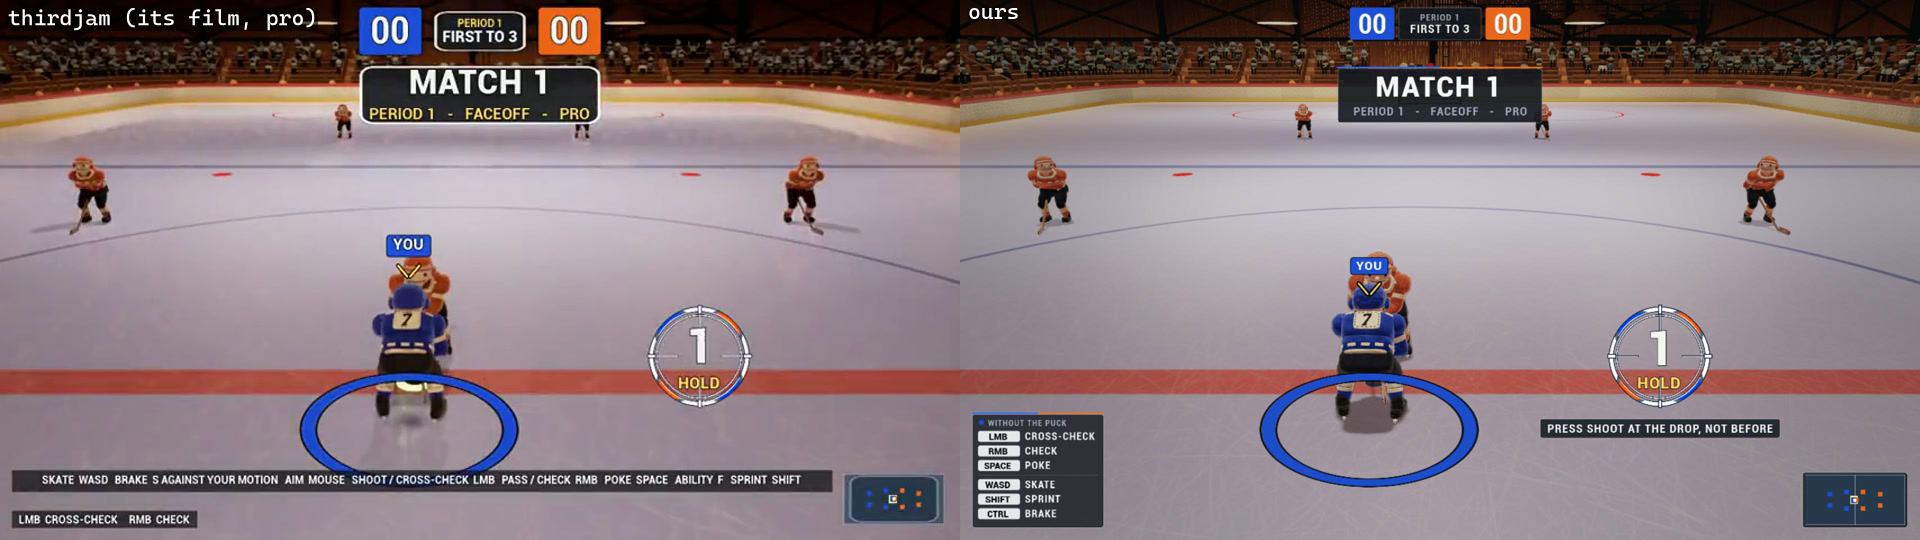 thirdjam (its film, pro)
00
PERIOD 1
FIRST TO 3
00
MATCH 1
PERIOD 1 - FACEOFF - PRO
YOU
7
1
HOLD
SKATE WASD BRAKE S AGAINST YOUR MOTION AIM MOUSE SHOOT / CROSS-CHECK LMB PASS / CHECK RMB POKE SPACE ABILITY F SPRINT SHIFT
LMB CROSS-CHECK RMB CHECK
ours
00
PERIOD 1
FIRST TO 3
00
MATCH 1
PERIOD 1 - FACEOFF - PRO
YOU
7
1
HOLD
PRESS SHOOT AT THE DROP, NOT BEFORE
WITHOUT THE PUCK
LMB CROSS-CHECK
RMB CHECK
SPACE POKE
WASD SKATE
SHIFT SPRINT
CTRL BRAKE